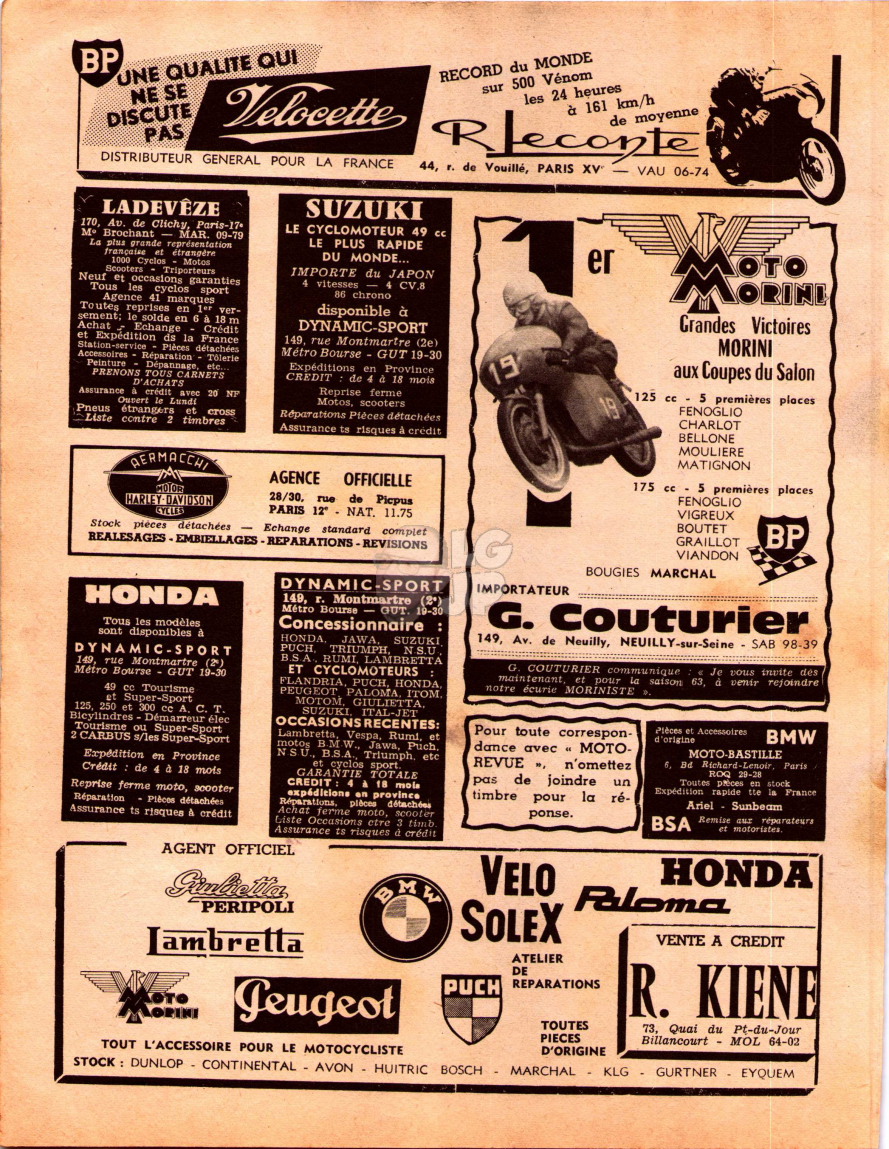 BP
UNE QUALITE QUI
NE SE
DISCUTE
PAS
Velocette
DISTRIBUTEUR GENERAL POUR LA FRANCE
RECORD du MONDE
sur 500 Vénom
les 24 heures
à 161 km/h
de moyenne
R. Leconte
44, r. de Vouillé, PARIS XVe — VAU 06-74
LADEVÊZE
170, Av. de Clichy, Paris-17e
Mo Brochant — MAR. 09-79
La plus grande représentation
française et étrangère
1000 Cyclos - Motos
Scooters - Triporteurs
Neuf et occasions garanties
Tous les cyclos sport
Agence 41 marques
Toutes reprises en 1er ver-
sement; le solde en 6 à 18 m
Achat - Echange - Crédit
et Expédition ds la France
Station-service - Pièces détachées
Accessoires - Réparation - Tôlerie
Peinture - Dépannage, etc...
PRENONS TOUS CARNETS
D'ACHATS
Assurance à crédit avec 20 NF
Ouvert le Lundi
Pneus étrangers et cross
Liste contre 2 timbres
SUZUKI
LE CYCLOMOTEUR 49 cc
LE PLUS RAPIDE
DU MONDE...
IMPORTE du JAPON
4 vitesses — 4 CV.8
86 chrono
disponible à
DYNAMIC-SPORT
149, rue Montmartre (2e)
Métro Bourse - GUT 19-30
Expéditions en Province
CREDIT : de 4 à 18 mois
Reprise ferme
Motos, scooters
Réparations Pièces détachées
Assurance ts risques à crédit
1er
MOTO
MORINI
Grandes Victoires
MORINI
aux Coupes du Salon
19
19
125 cc - 5 premières places
FENOGLIO
CHARLOT
BELLONE
MOULIERE
MATIGNON
175 cc - 5 premières places
FENOGLIO
VIGREUX
BOUTET
GRAILLOT
VIANDON
BP
BOUGIES MARCHAL
IMPORTATEUR
G. Couturier
149, Av. de Neuilly, NEUILLY-sur-Seine - SAB 98-39
G. COUTURIER communique : « Je vous invite dès
maintenant, et pour la saison 63, à venir rejoindre
notre écurie MORINISTE ».
AERMACCHI
MOTOR
HARLEY-DAVIDSON
CYCLES
AGENCE OFFICIELLE
28/30, rue de Picpus
PARIS 12e - NAT. 11.75
Stock pièces détachées — Echange standard complet
REALESAGES - EMBIELLAGES - REPARATIONS - REVISIONS
HONDA
Tous les modèles
sont disponibles à
DYNAMIC-SPORT
149, rue Montmartre (2e)
Métro Bourse - GUT 19-30
49 cc Tourisme
et Super-Sport
125, 250 et 300 cc A. C. T.
Bicylindres - Démarreur élec
Tourisme ou Super-Sport
2 CARBUS s/les Super-Sport
Expédition en Province
Crédit : de 4 à 18 mois
Reprise ferme moto, scooter
Réparation - Pièces détachées
Assurance ts risques à crédit
DYNAMIC-SPORT
149, r. Montmartre (2e)
Métro Bourse — GUT. 19-30
Concessionnaire :
HONDA, JAWA, SUZUKI
PUCH, TRIUMPH, N.S.U.,
B.S.A., RUMI, LAMBRETTA
ET CYCLOMOTEURS :
FLANDRIA, PUCH, HONDA,
PEUGEOT, PALOMA, ITOM,
MOTOM, GIULIETTA,
SUZUKI, ITAL-JET
OCCASIONS RECENTES:
Lambretta, Vespa, Rumi, et
motos B.M.W., Jawa, Puch,
N S U., B.S.A., Triumph, etc
et cyclos sport.
GARANTIE TOTALE
CREDIT : 4 à 18 mois
expéditions en province
Réparations, pièces détachées
Achat ferme moto, scooter
Liste Occasions ctre 3 timb.
Assurance ts risques à crédit
Pour toute correspon-
dance avec « MOTO-
REVUE », n'omettez
pas de joindre un
timbre pour la ré-
ponse.
Pièces et Accessoires
d'origine
BMW
MOTO-BASTILLE
6, Bd Richard-Lenoir, Paris
ROQ 29-28
Toutes pièces en stock
Expédition rapide tte la France
Ariel - Sunbeam
BSA
Remise aux réparateurs
et motoristes.
AGENT OFFICIEL
Giulietta
PERIPOLI
BMW
VELO
SOLEX
HONDA
Paloma
Lambretta
MOTO
MORINI
Peugeot
PUCH
ATELIER
DE
REPARATIONS
TOUTES
PIECES
D'ORIGINE
VENTE A CREDIT
R. KIENE
73, Quai du Pt-du-Jour
Billancourt - MOL 64-02
TOUT L'ACCESSOIRE POUR LE MOTOCYCLISTE
STOCK : DUNLOP - CONTINENTAL - AVON - HUITRIC BOSCH - MARCHAL - KLG - GURTNER - EYQUEM